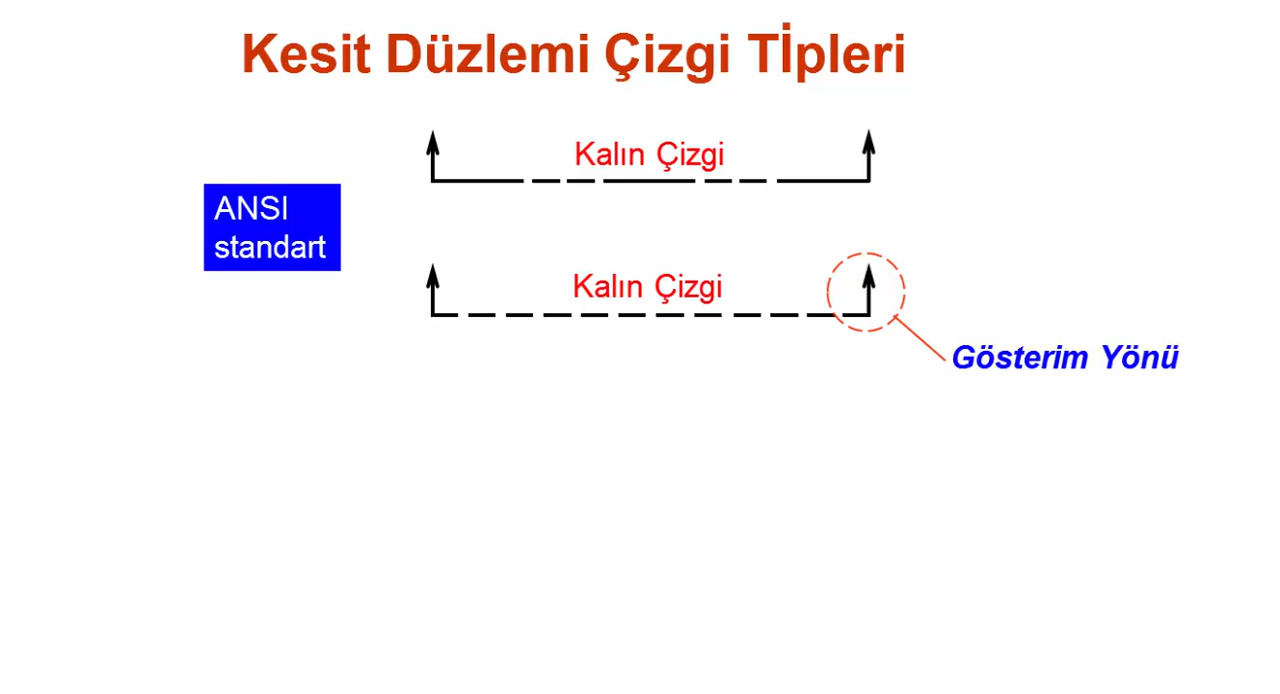 Kesit Düzlemi Çizgi Tİpleri
Kalın Çizgi
ANSI
standart
Kalın Çizgi
Gösterim Yönü